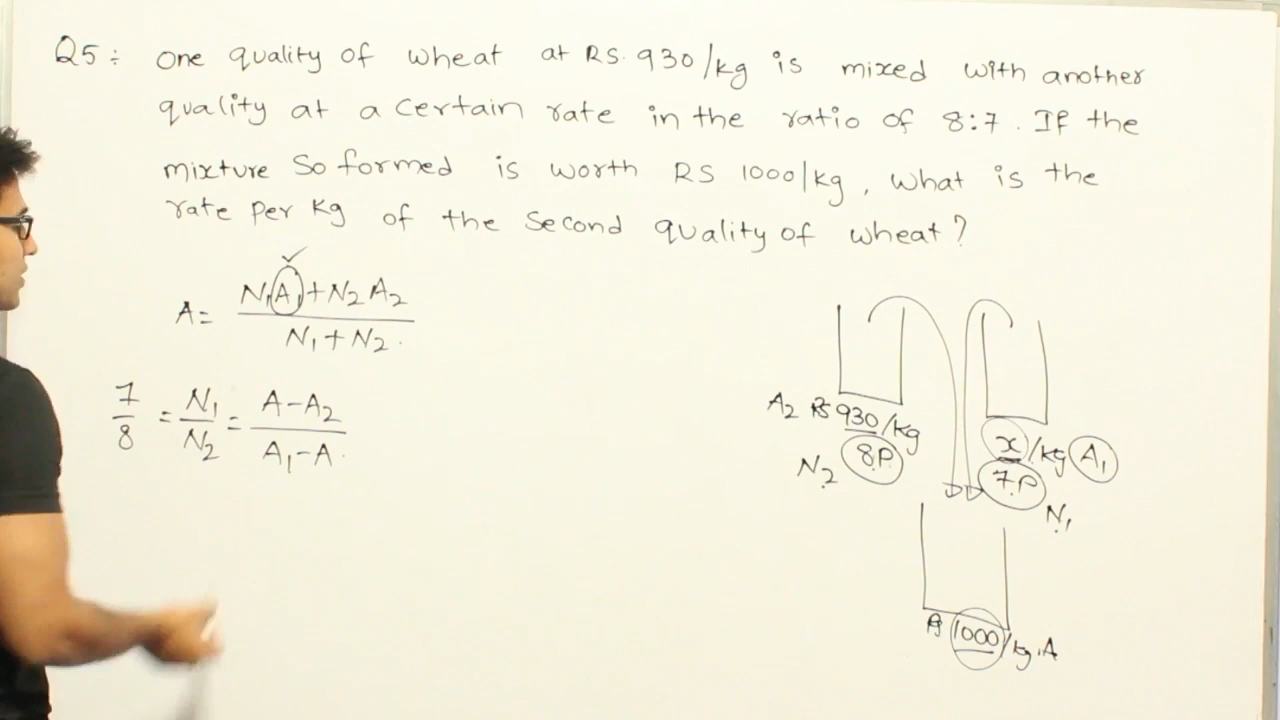 Q5 ÷ One quality of wheat at RS. 930/kg is mixed with another
quality at a certain rate in the ratio of 8:7. If the
mixture so formed is worth RS 1000/kg, what is the
rate per kg of the second quality of wheat?
✓
A = N₁A₁ + N₂A₂ / N₁ + N₂.
7/8 = N₁/N₂ = A - A₂ / A₁ - A.
A₂ ₨ 930/kg
N₂ 8P
x/kg A₁
7P
N₁
₨ 1000/kg. A